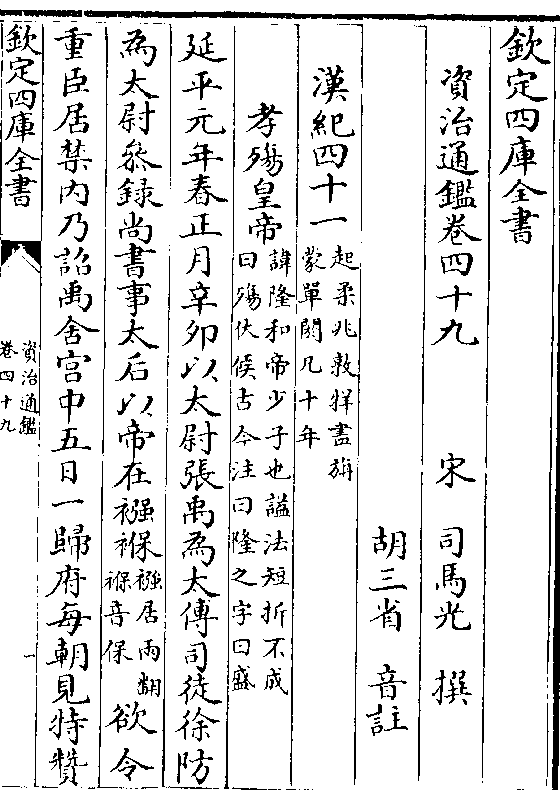 欽定四庫全書
資治通鑑卷四十九
宋 司馬光 撰
胡三省 音註
漢紀四十一起柔兆敦牂盡旃
蒙單閼凡十年
孝殤皇帝諱隆和帝少子也諡法短折不成
曰殤伏侯古今注曰隆之字曰盛
延平元年春正月辛卯以太尉張禹為太傅司徒徐防
為太尉叅錄尚書事太后以帝在襁褓襁居兩翻
褓音保欲令
重臣居禁內乃詔禹舍宮中五日一歸府每朝見特贊
欽定四庫全書
資治通鑑
卷四十九
一